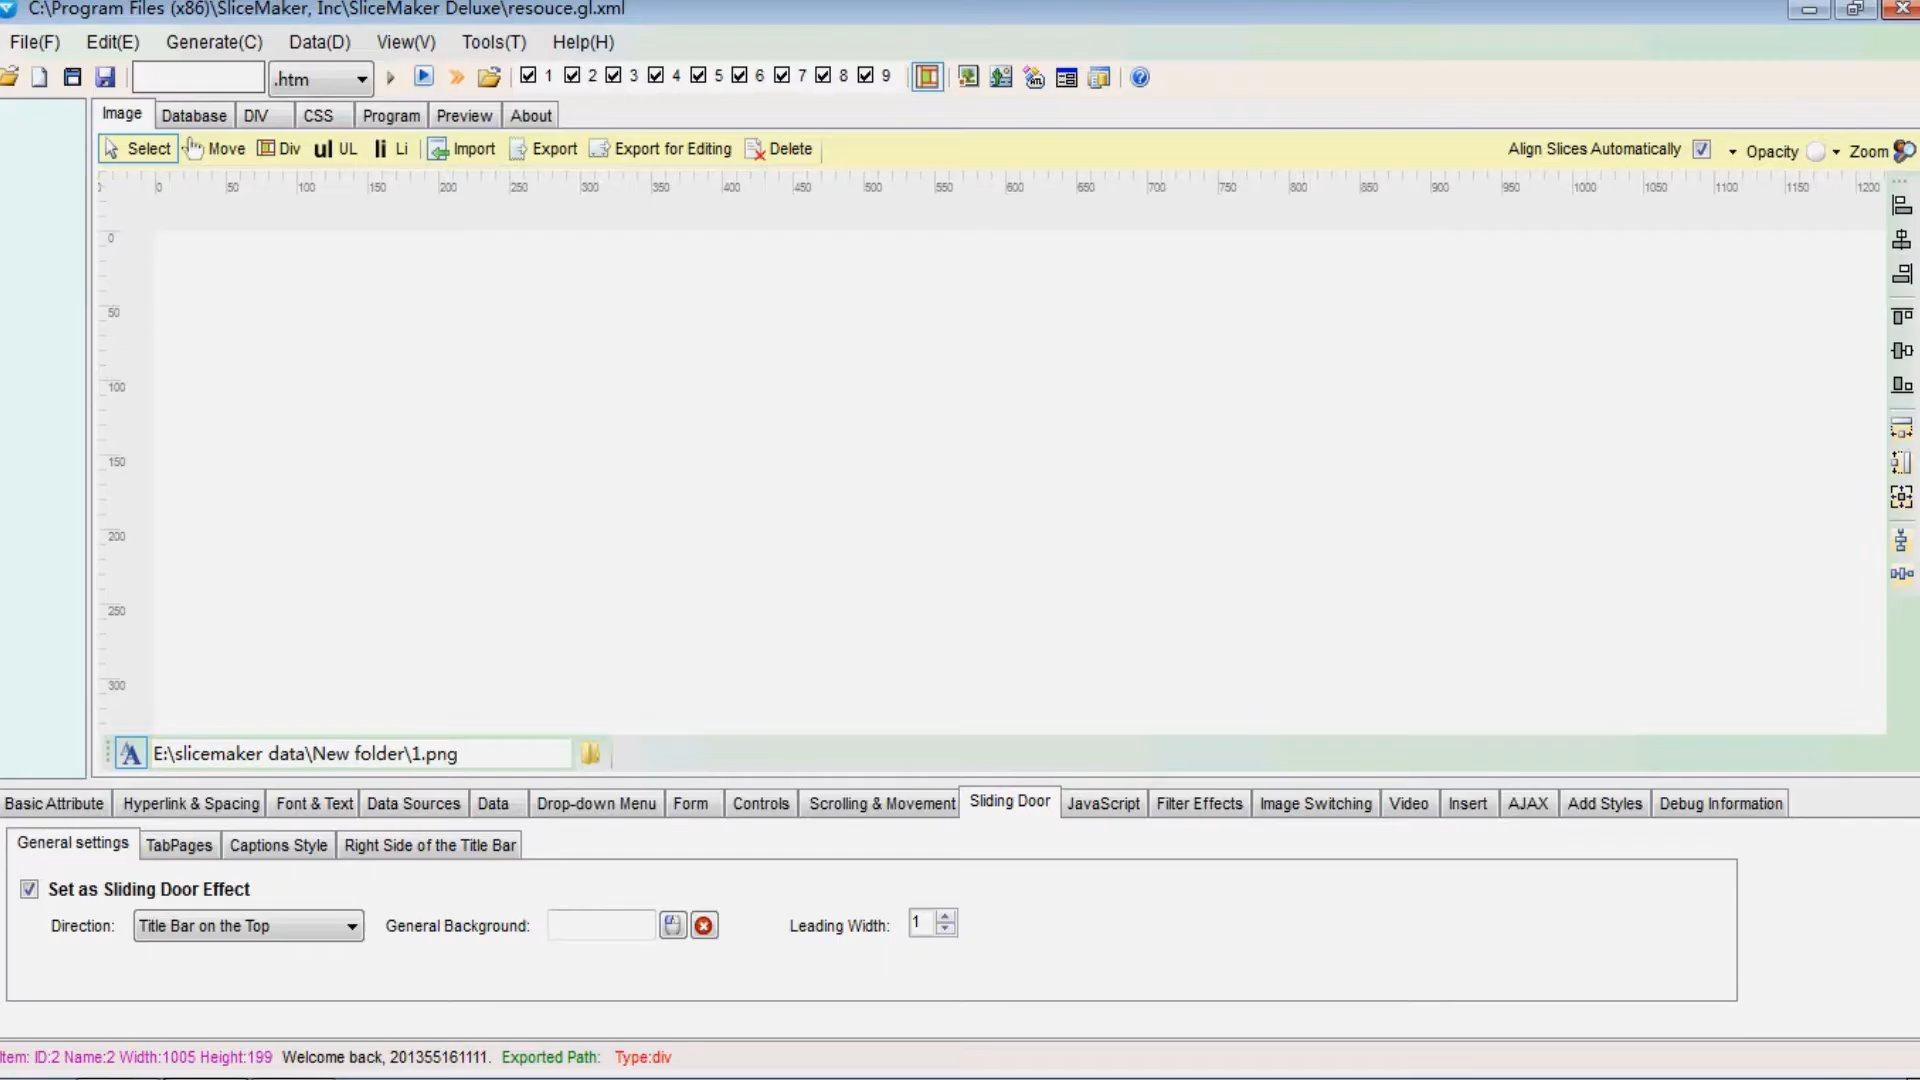 C:\Program Files (x86)\SliceMaker, Inc\SliceMaker Deluxe\resouce.gl.xml
File(F) Edit(E) Generate(C) Data(D) View(V) Tools(T) Help(H)
.htm 1 2 3 4 5 6 7 8 9
Image Database DIV CSS Program Preview About
Select Move Div ul UL li Li Import Export Export for Editing Delete Align Slices Automatically Opacity Zoom
0 50 100 150 200 250 300 350 400 450 500 550 600 650 700 750 800 850 900 950 1000 1050 1100 1150 1200
0
50
100
150
200
250
300
A E:\slicemaker data\New folder\1.png
Basic Attribute Hyperlink & Spacing Font & Text Data Sources Data Drop-down Menu Form Controls Scrolling & Movement Sliding Door JavaScript Filter Effects Image Switching Video Insert AJAX Add Styles Debug Information
General settings TabPages Captions Style Right Side of the Title Bar
Set as Sliding Door Effect
Direction: Title Bar on the Top General Background: Leading Width: 1
Item: ID:2 Name:2 Width:1005 Height:199 Welcome back, 201355161111. Exported Path: Type:div